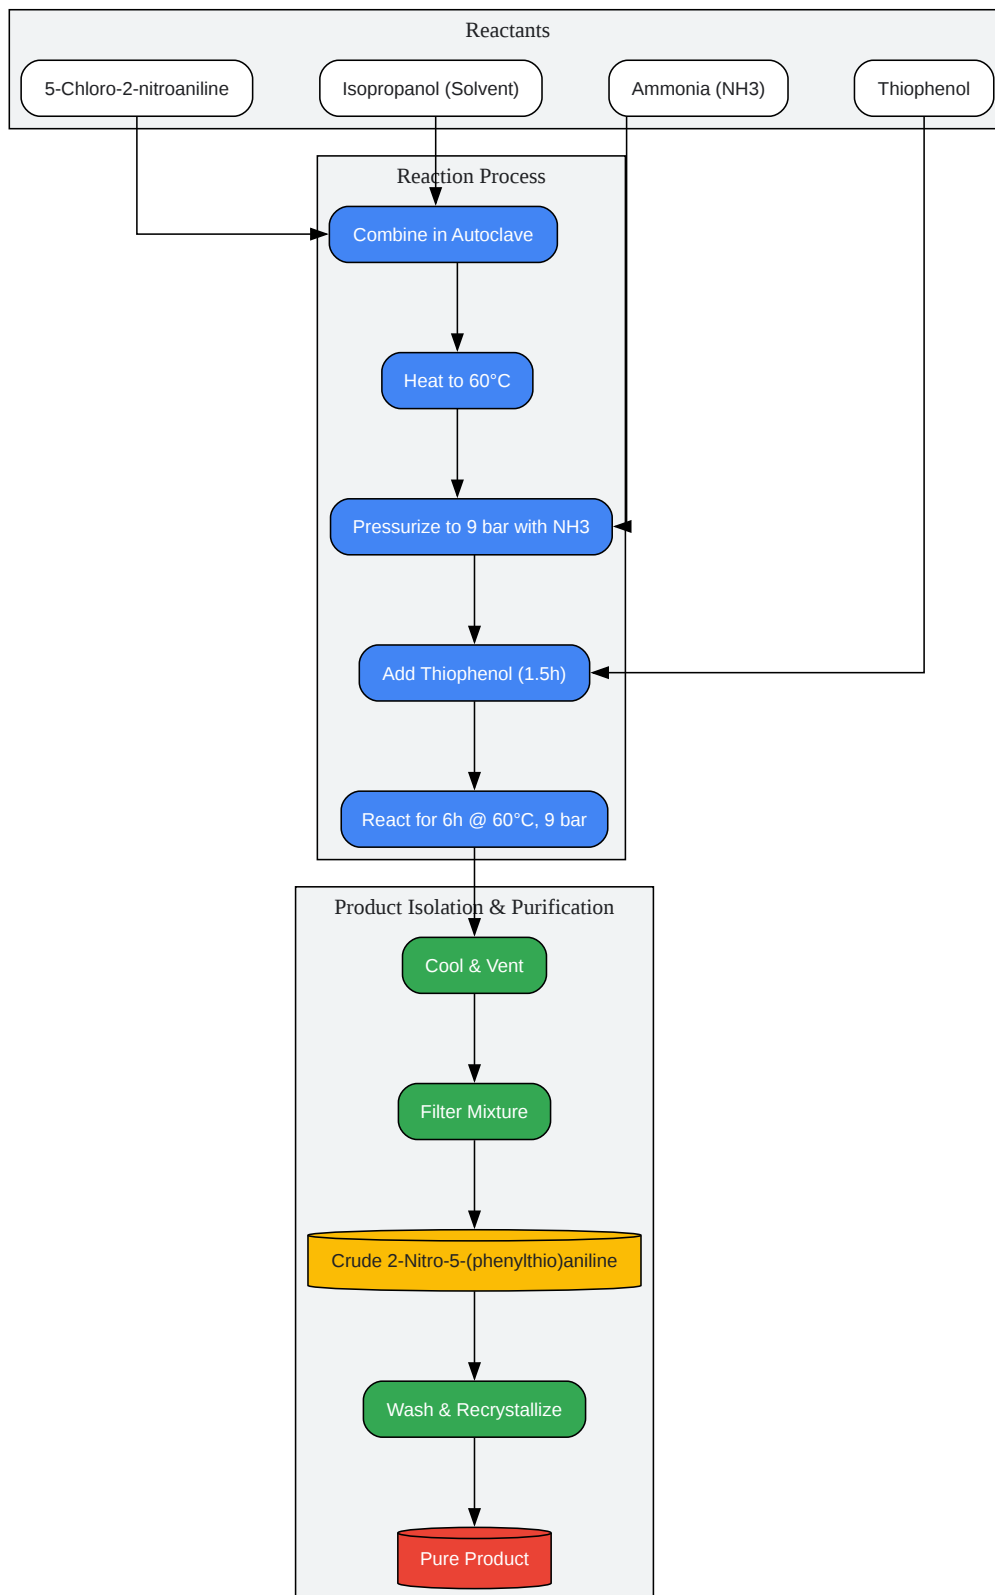 Reactants
5-Chloro-2-nitroaniline
Isopropanol (Solvent)
Ammonia (NH3)
Thiophenol
Reaction Process
Combine in Autoclave
Heat to 60°C
Pressurize to 9 bar with NH3
Add Thiophenol (1.5h)
React for 6h @ 60°C, 9 bar
Product Isolation & Purification
Cool & Vent
Filter Mixture
Crude 2-Nitro-5-(phenylthio)aniline
Wash & Recrystallize
Pure Product